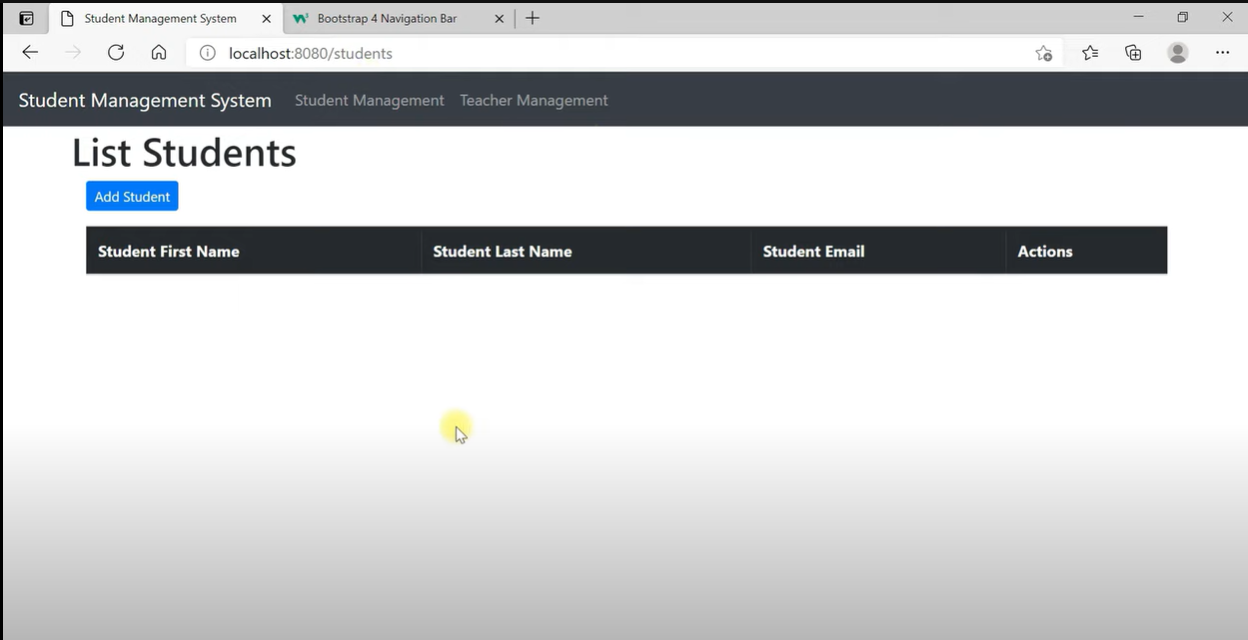 Student Management System
Bootstrap 4 Navigation Bar
localhost:8080/students
Student Management System Student Management Teacher Management
List Students
Add Student
Student First Name Student Last Name Student Email Actions